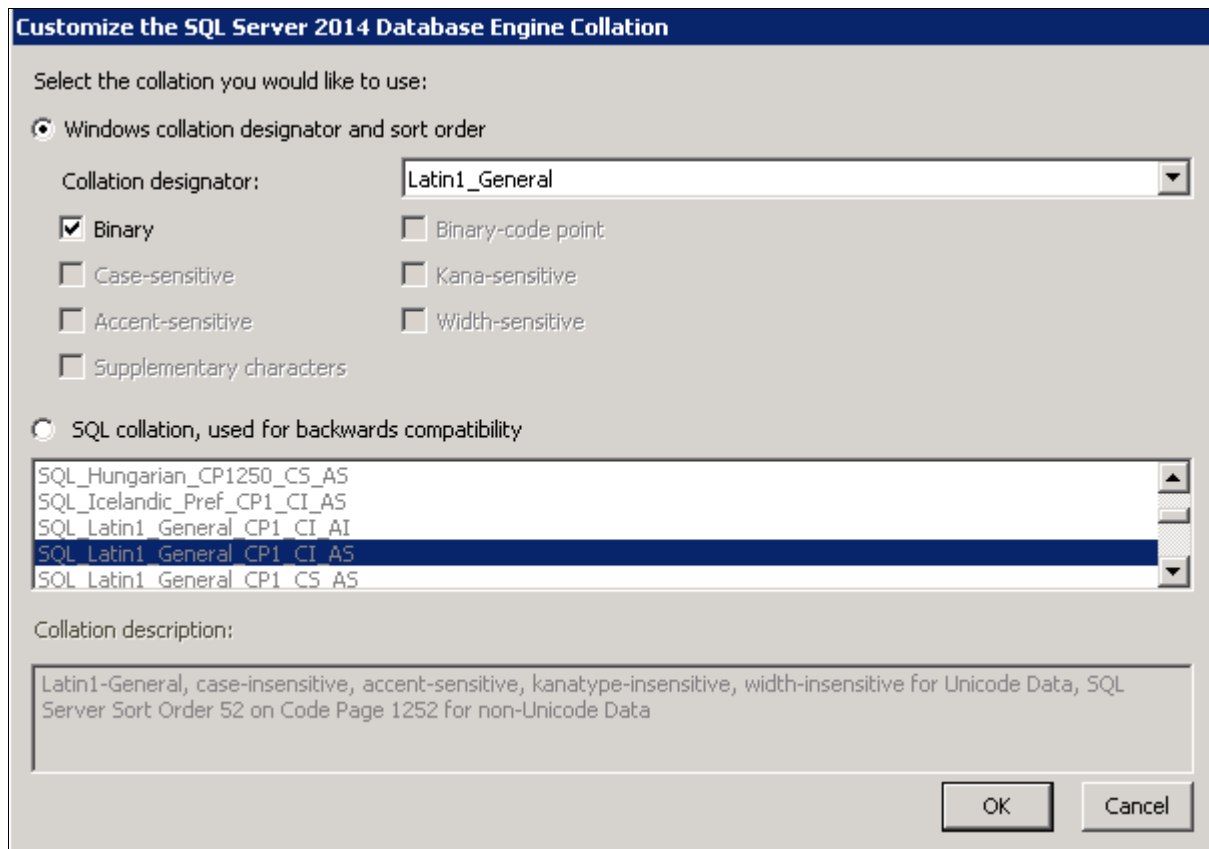 Customize the SQL Server 2014 Database Engine Collation
Select the collation you would like to use:
Windows collation designator and sort order
Collation designator: Latin1_General
Binary Binary-code point
Case-sensitive Kana-sensitive
Accent-sensitive Width-sensitive
Supplementary characters
SQL collation, used for backwards compatibility
SQL_Hungarian_CP1250_CS_AS
SQL_Icelandic_Pref_CP1_CI_AS
SQL_Latin1_General_CP1_CI_AI
SQL_Latin1_General_CP1_CI_AS
SQL_Latin1_General_CP1_CS_AS
Collation description:
Latin1-General, case-insensitive, accent-sensitive, kanatype-insensitive, width-insensitive for Unicode Data, SQL
Server Sort Order 52 on Code Page 1252 for non-Unicode Data
OK Cancel